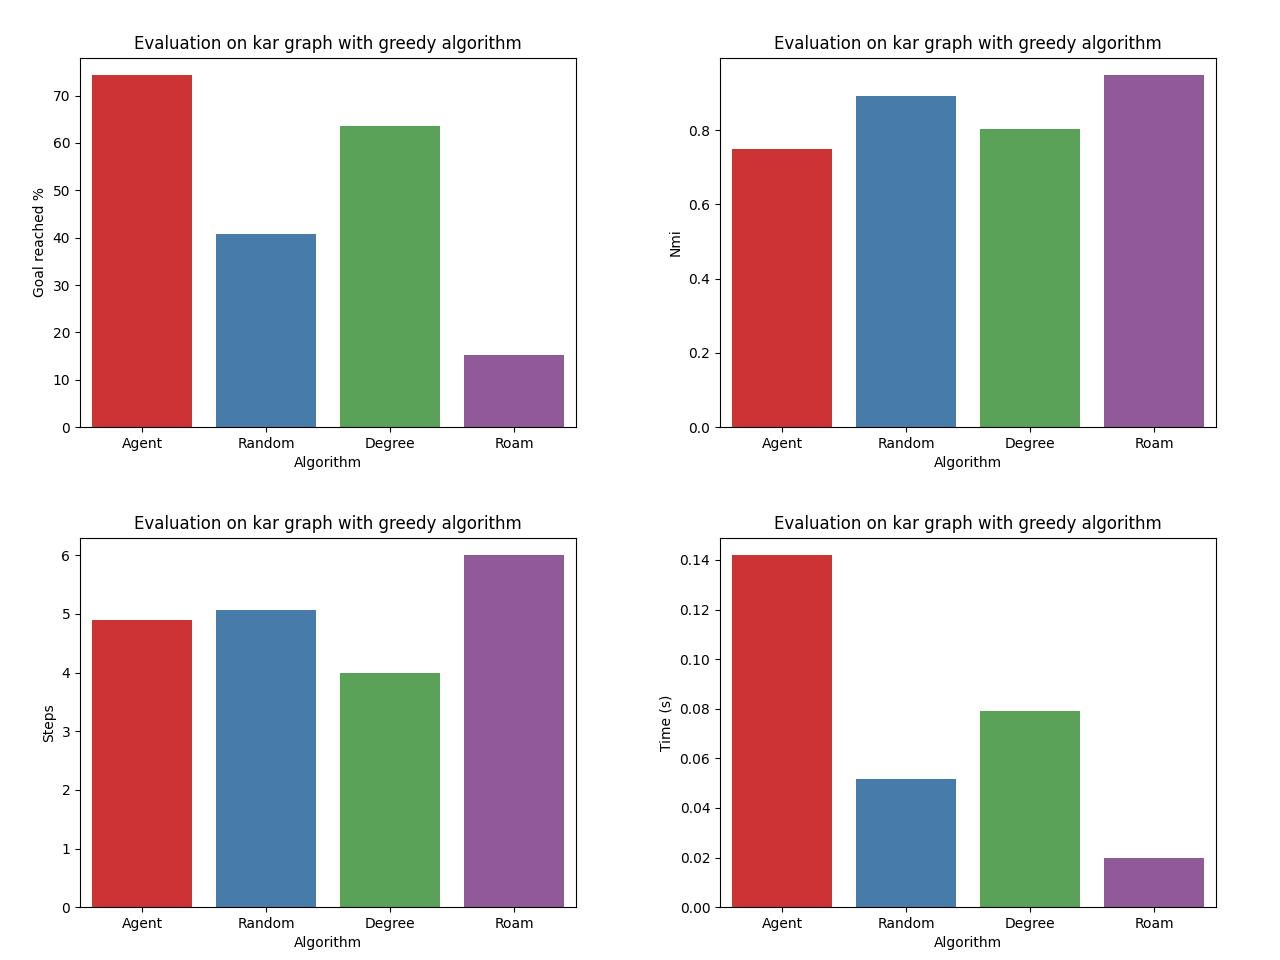 Evaluation on kar graph with greedy algorithm
Goal reached %
70
60
50
40
30
20
10
0
Agent Random Degree Roam
Algorithm
Evaluation on kar graph with greedy algorithm
Nmi
0.8
0.6
0.4
0.2
0.0
Agent Random Degree Roam
Algorithm
Evaluation on kar graph with greedy algorithm
Steps
6
5
4
3
2
1
0
Agent Random Degree Roam
Algorithm
Evaluation on kar graph with greedy algorithm
Time (s)
0.14
0.12
0.10
0.08
0.06
0.04
0.02
0.00
Agent Random Degree Roam
Algorithm